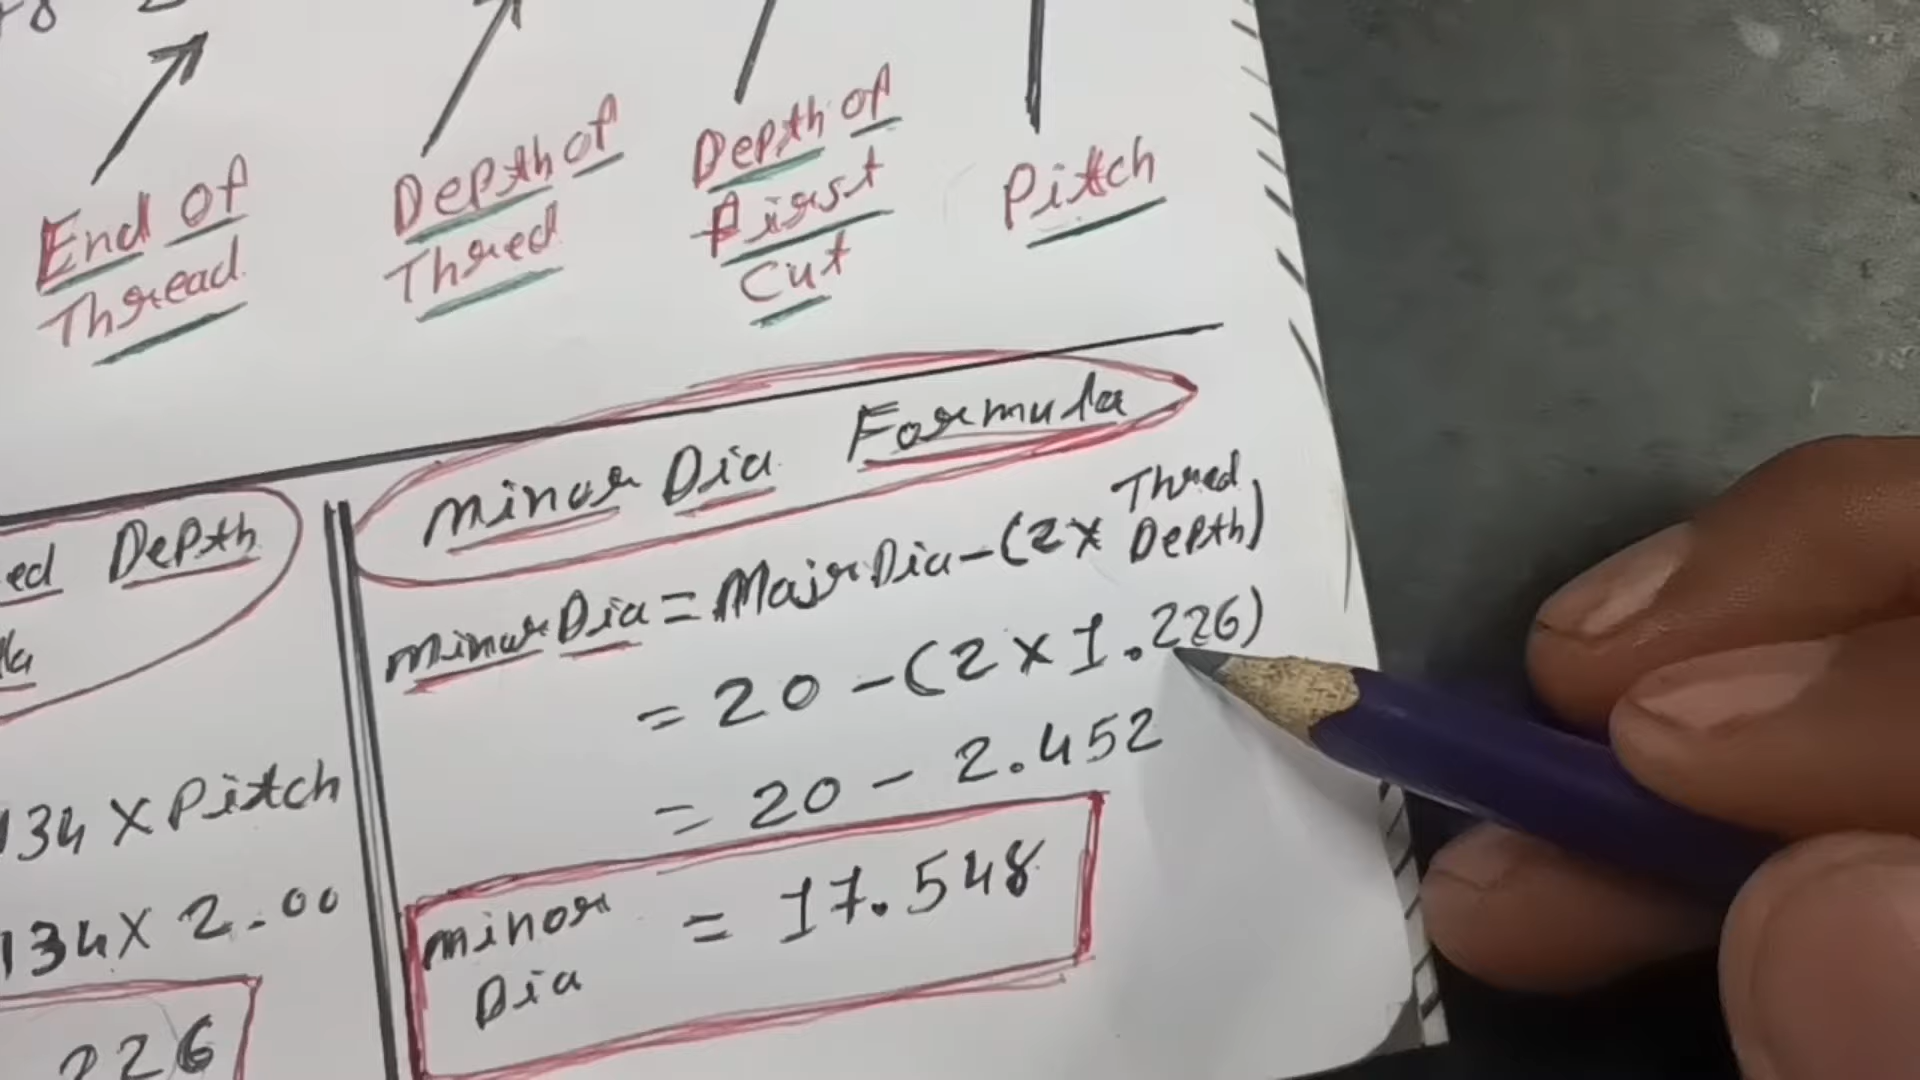 End of
Thread
Depth of
Thred
Depth of
First
Cut
Pitch
ed Depth
134 x Pitch
134 x 2.00
226
Minor Dia Formula
Minor Dia = Major Dia - (2 x Thred Depth)
= 20 - (2 x 1.226)
= 20 - 2.452
Minor Dia = 17.548